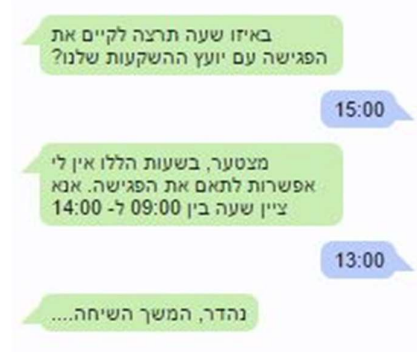 באיזו שעה תרצה לקיים את
הפגישה עם יועץ ההשקעות שלנו?
15:00
מצטער, בשעות הללו אין לי
אפשרות לתאם את הפגישה. אנא
ציין שעה בין 09:00 ל- 14:00
13:00
נהדר, המשך השיחה....